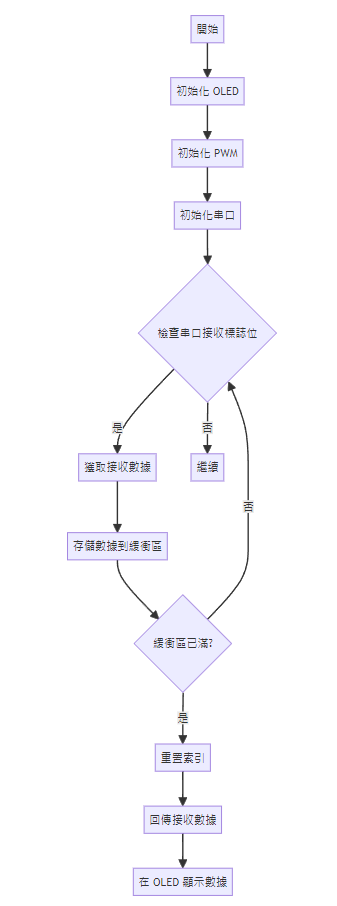 開始
初始化 OLED
初始化 PWM
初始化串口
檢查串口接收標誌位
是
否
獲取接收數據
繼續
否
存儲數據到緩衝區
緩衝區已滿?
是
重置索引
回傳接收數據
在 OLED 顯示數據